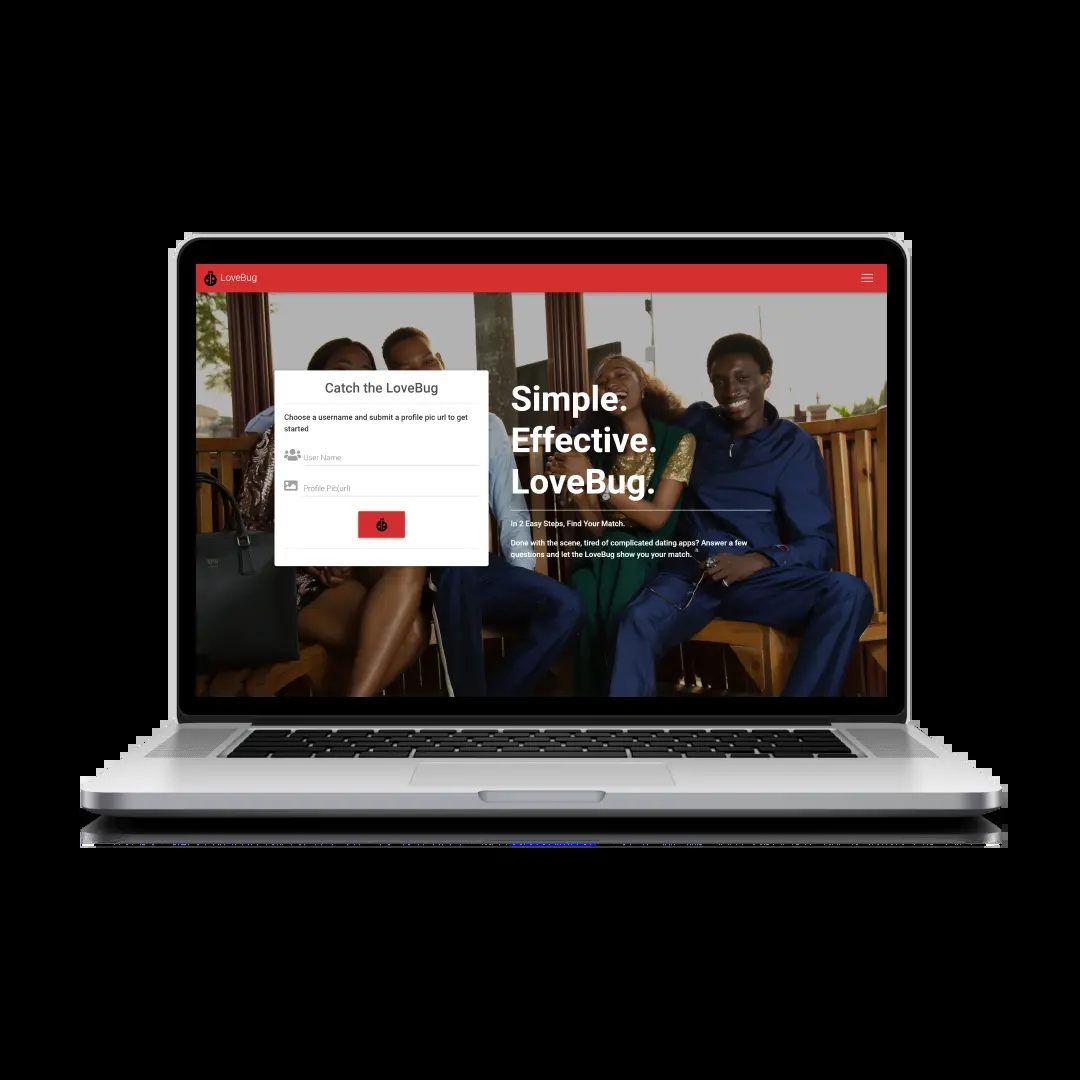 LoveBug
Catch the LoveBug
Choose a username and submit a profile pic url to get
started
User Name
Profile Pic(url)
Simple.
Effective.
LoveBug.
In 2 Easy Steps, Find Your Match.
Done with the scene, tired of complicated dating apps? Answer a few
questions and let the LoveBug show you your match.